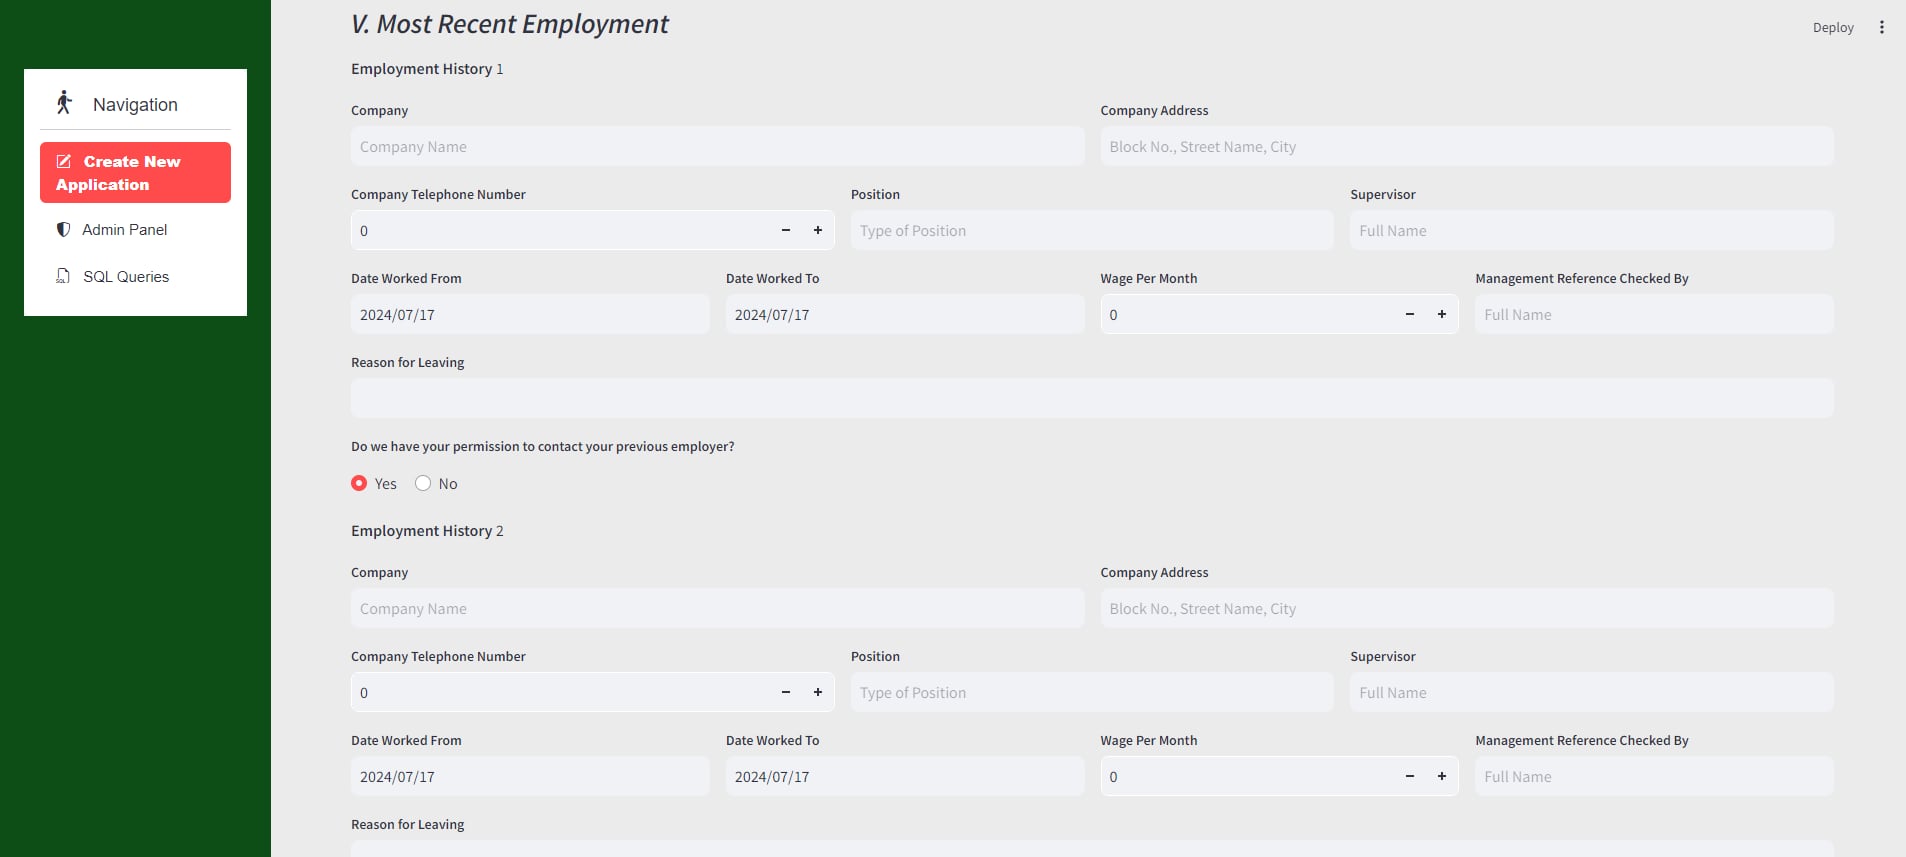 V. Most Recent Employment
Deploy
Navigation
Create New
Application
Admin Panel
SQL Queries
Employment History 1
Company
Company Address
Company Name
Block No., Street Name, City
Company Telephone Number
Position
Supervisor
0
Type of Position
Full Name
Date Worked From
Date Worked To
Wage Per Month
Management Reference Checked By
2024/07/17
2024/07/17
0
Full Name
Reason for Leaving
Do we have your permission to contact your previous employer?
Yes
No
Employment History 2
Company
Company Address
Company Name
Block No., Street Name, City
Company Telephone Number
Position
Supervisor
0
Type of Position
Full Name
Date Worked From
Date Worked To
Wage Per Month
Management Reference Checked By
2024/07/17
2024/07/17
0
Full Name
Reason for Leaving